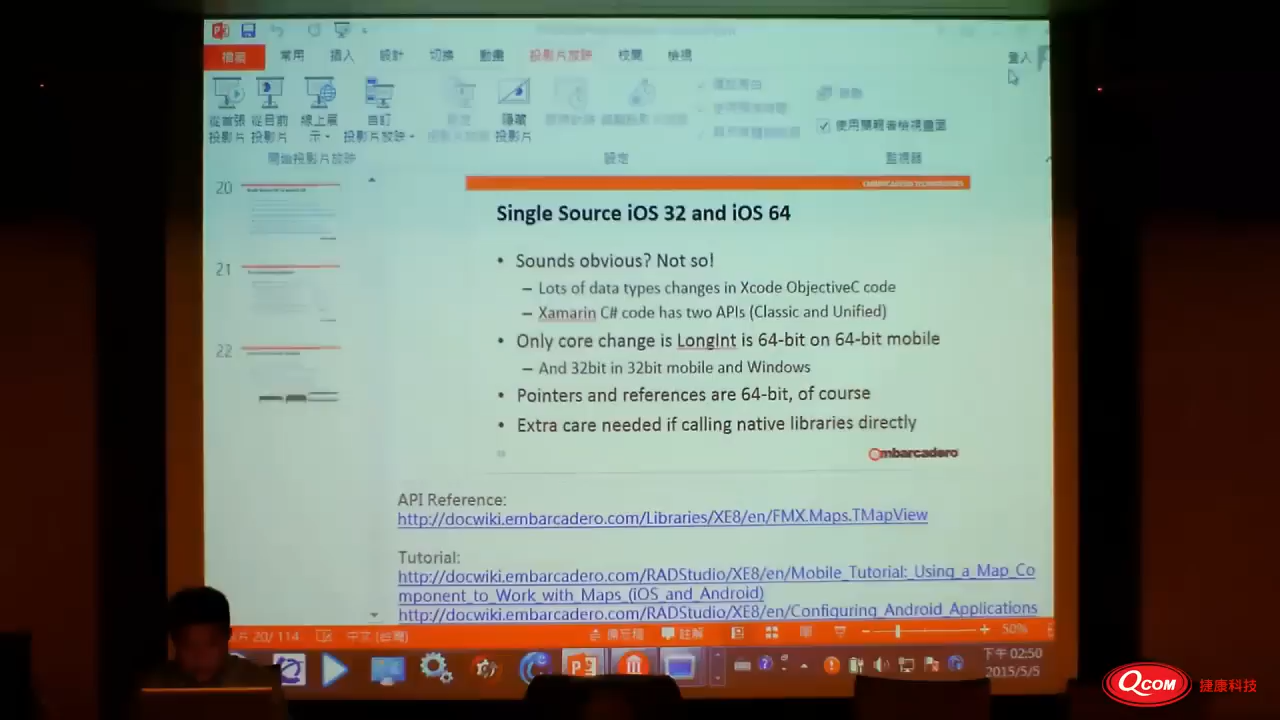 檔案 常用 插入 設計 切換 動畫 投影片放映 校閱 檢視 登入
從首張
投影片
從目前
投影片
線上展
示
自訂
投影片放映
隱藏
投影片
使用簡報者檢視畫面
開始投影片放映 設定 監視器
20
21
22
EMBARCADERO TECHNOLOGIES
Single Source iOS 32 and iOS 64
• Sounds obvious? Not so!
– Lots of data types changes in Xcode ObjectiveC code
– Xamarin C# code has two APIs (Classic and Unified)
• Only core change is LongInt is 64-bit on 64-bit mobile
– And 32bit in 32bit mobile and Windows
• Pointers and references are 64-bit, of course
• Extra care needed if calling native libraries directly
embarcadero
API Reference:
http://docwiki.embarcadero.com/Libraries/XE8/en/FMX.Maps.TMapView
Tutorial:
http://docwiki.embarcadero.com/RADStudio/XE8/en/Mobile_Tutorial:_Using_a_Map_Co
mponent_to_Work_with_Maps_(iOS_and_Android)
http://docwiki.embarcadero.com/RADStudio/XE8/en/Configuring_Android_Applications
片 20/ 114 中文 (台灣) 備忘稿 註解 50%
下午 02:50
2015/5/5
QCOM 捷康科技